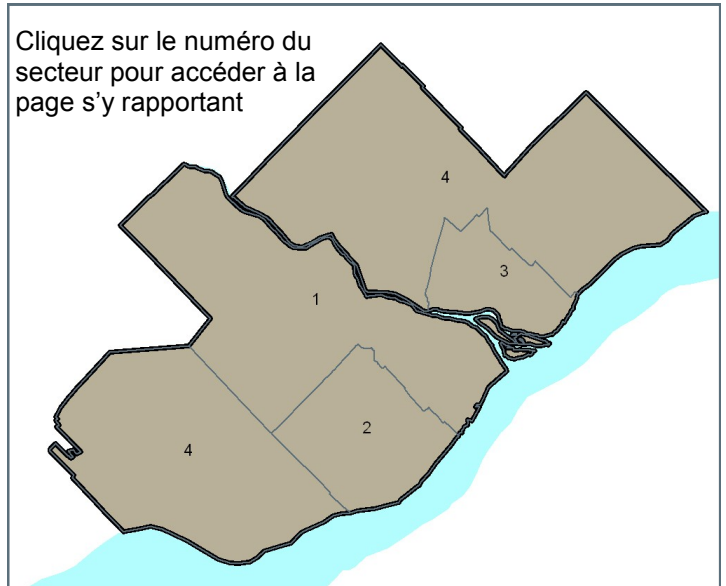 Cliquez sur le numéro du
secteur pour accéder à la
page s’y rapportant
4
3
1
2
4